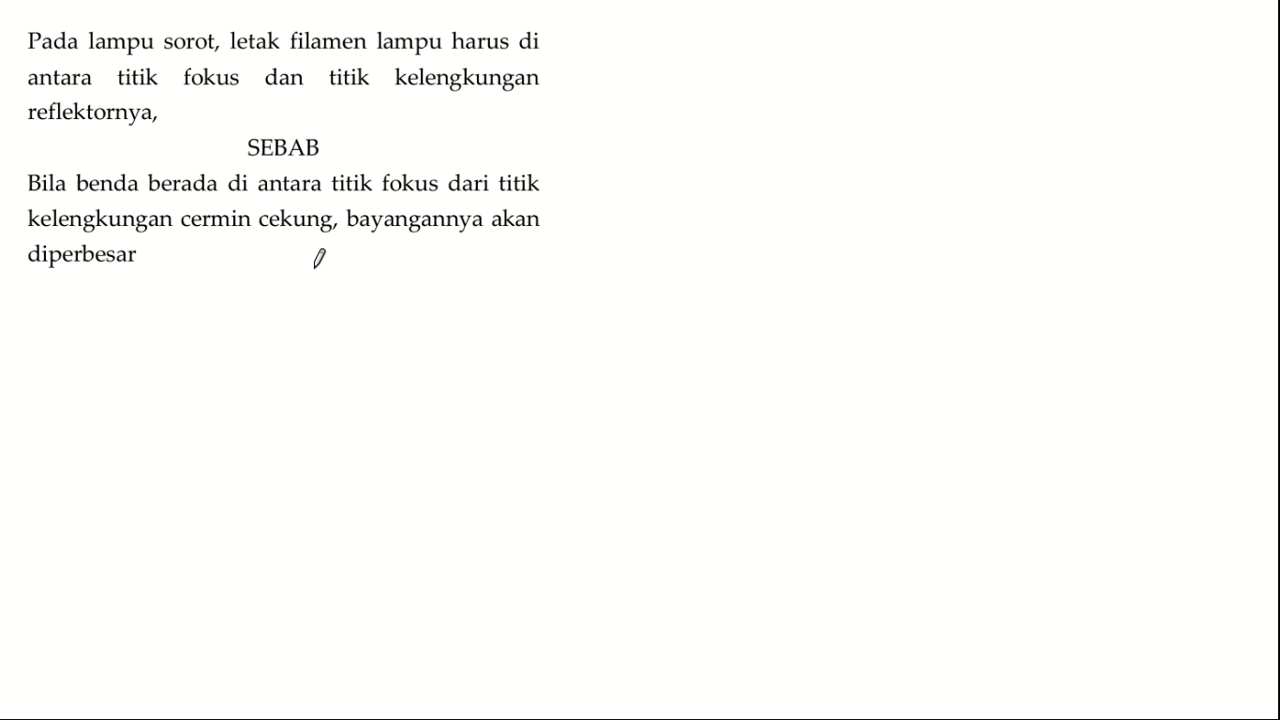 Pada lampu sorot, letak filamen lampu harus di
antara titik fokus dan titik kelengkungan
reflektornya,
SEBAB
Bila benda berada di antara titik fokus dari titik
kelengkungan cermin cekung, bayangannya akan
diperbesar